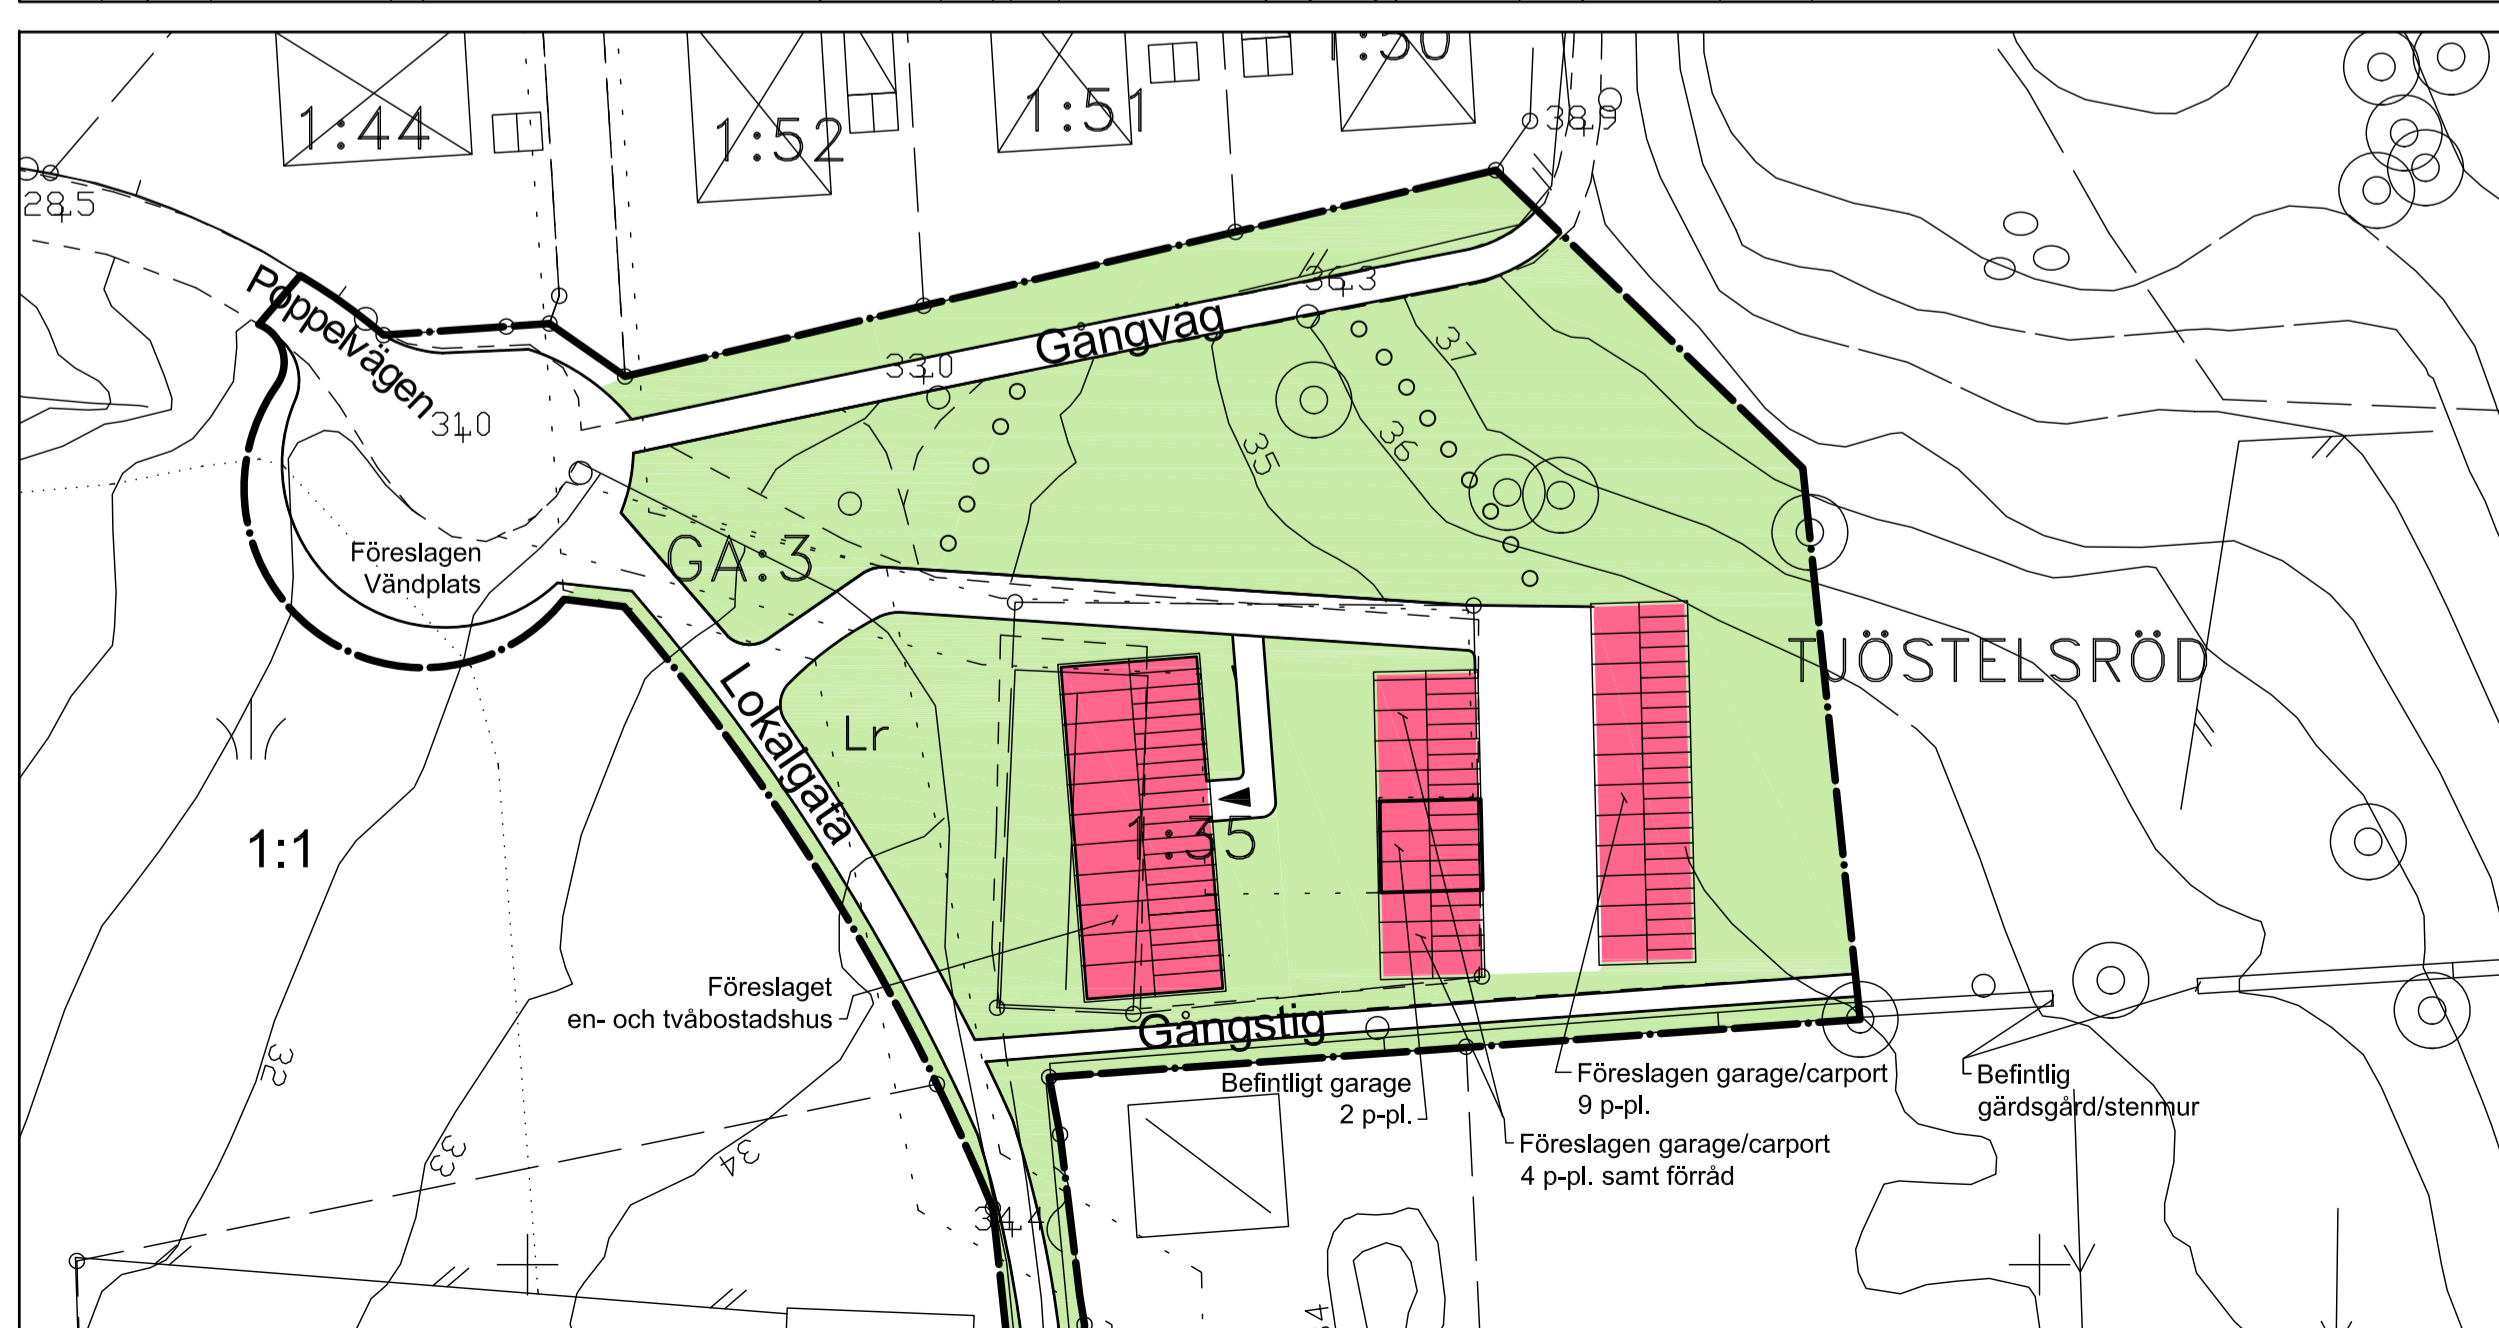 1:50
1:44
1:52
1:51
38,9
28,5
Poppelvägen
36,3
Gångväg
33,0
37
31,0
36
35
Föreslagen
Vändplats
GA:3
TJÖSTELSRÖD
Lokalgata
Lr
1:35
1:1
Föreslaget
en- och tvåbostadshus
Gångstig
Befintligt garage
2 p-pl.
Föreslagen garage/carport
9 p-pl.
Befintlig
gärdsgård/stenmur
Föreslagen garage/carport
4 p-pl. samt förråd
32
33
34
34,4